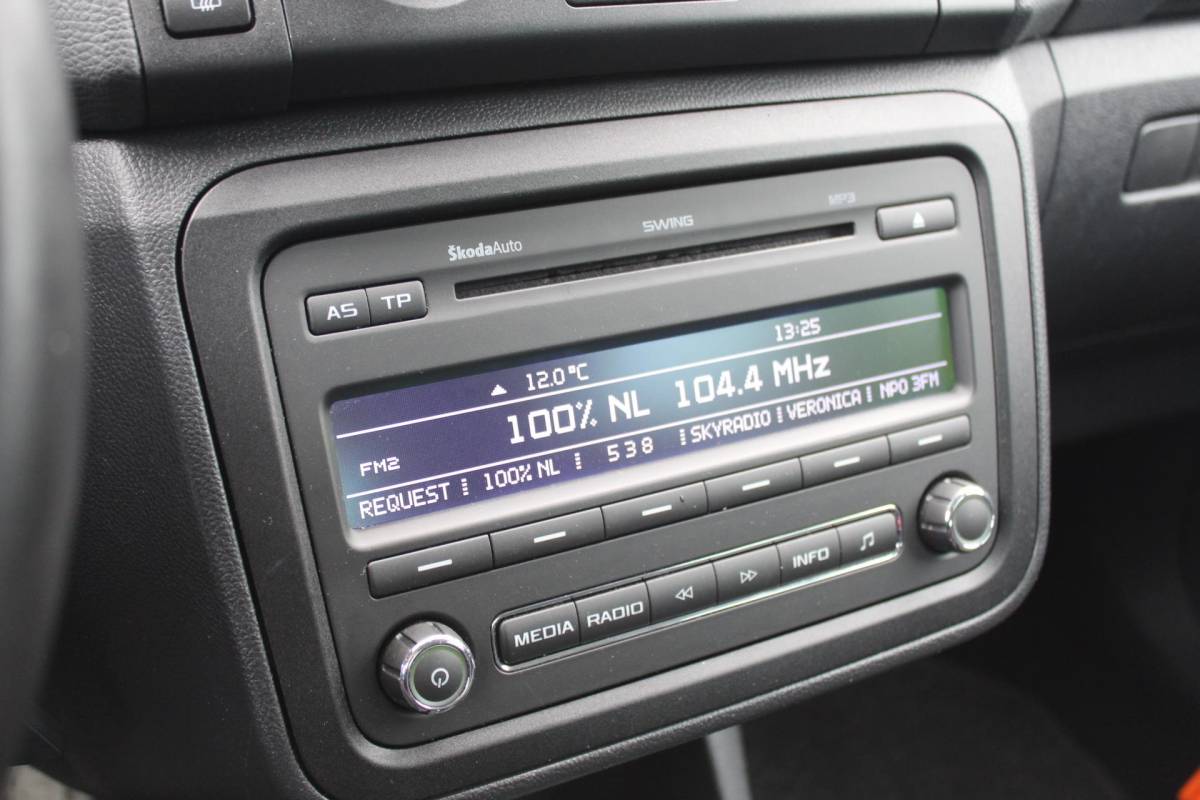 MP3
SWING
ŠkodaAuto
AS TP
12.0°C 13:25
100% NL 104.4 MHz
FM2
REQUEST 100% NL 538 SKYRADIO VERONICA NPO 3FM
MEDIA RADIO INFO